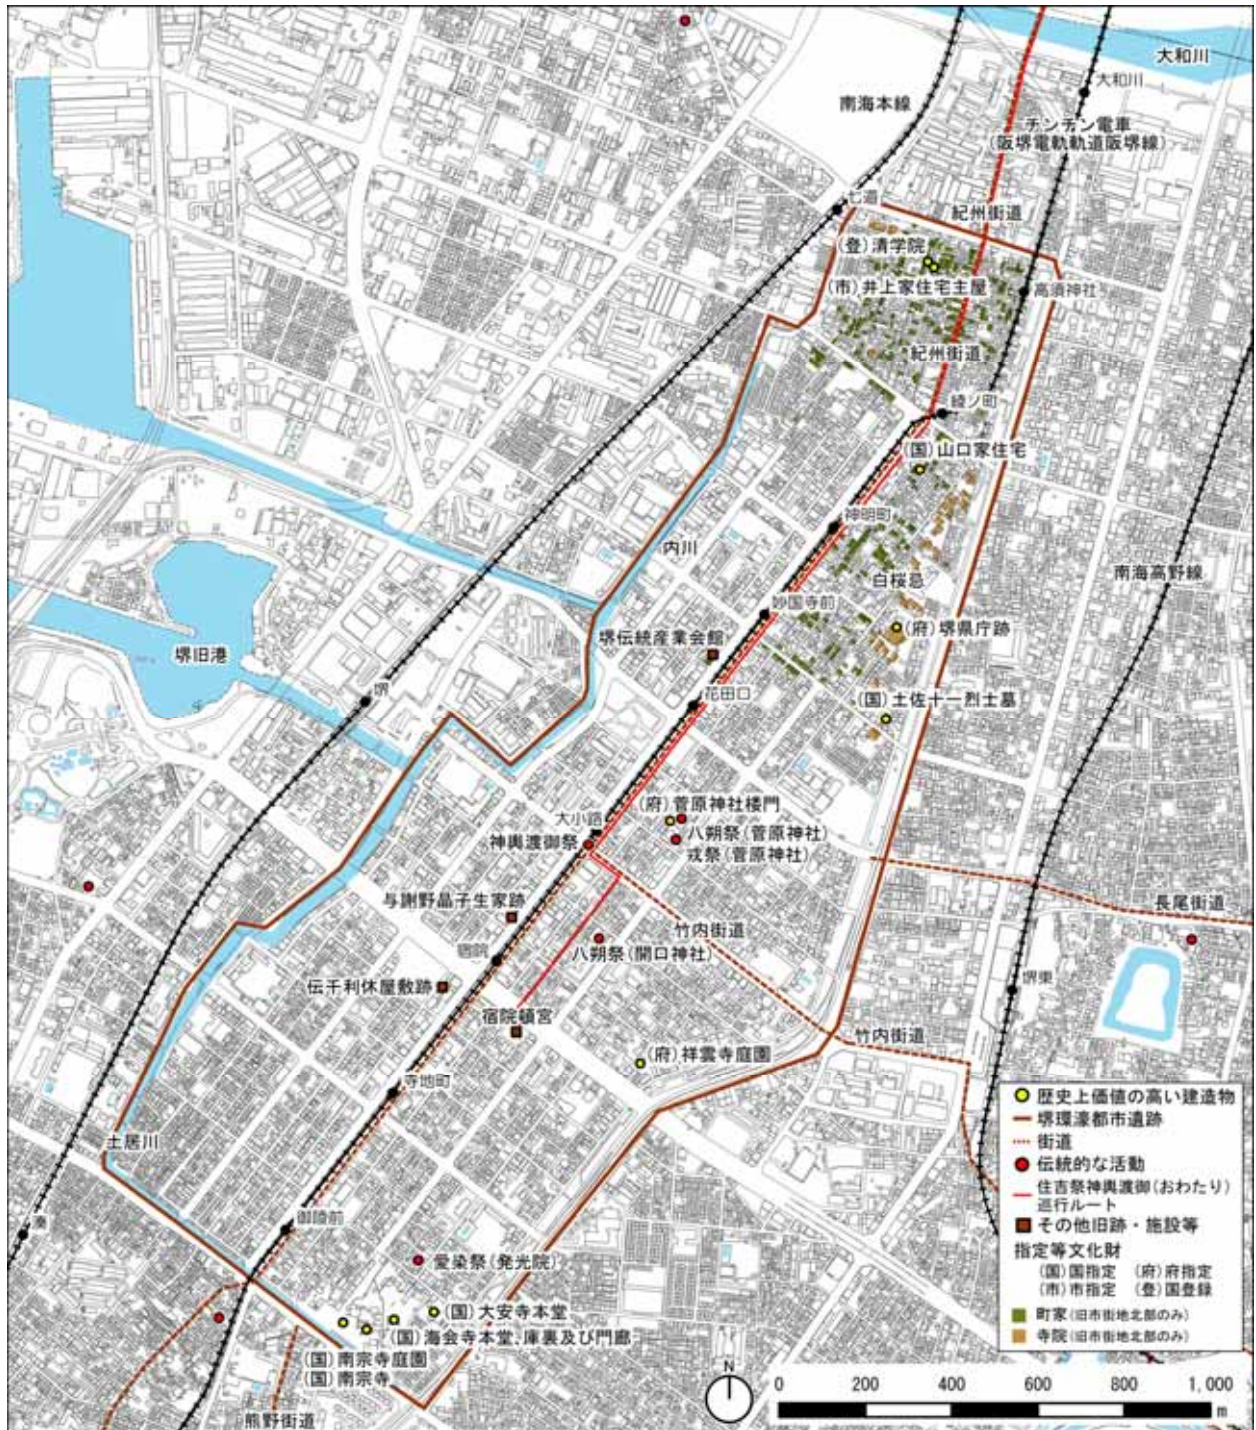 大和川
大和川
南海本線
チンチン電車
(阪堺電軌軌道阪堺線)
七道
紀州街道
(登)清学院
(市)井上家住宅主屋
高須神社
紀州街道
綾ノ町
(国)山口家住宅
神明町
内川
白桜忌
南海高野線
妙国寺前
(府)堺県庁跡
堺伝統産業会館
堺旧港
堺
花田口
(国)土佐十一烈士墓
(府)菅原神社楼門
大小路
神輿渡御祭
八朔祭(菅原神社)
戎祭(菅原神社)
長尾街道
与謝野晶子生家跡
竹内街道
宿院
八朔祭(開口神社)
伝千利休屋敷跡
堺東
宿院頓宮
竹内街道
(府)祥雲寺庭園
寺地町
土居川
御陵前
湊
愛染祭(発光院)
(国)大安寺本堂
(国)海会寺本堂、庫裏及び門廊
(国)南宗寺庭園
(国)南宗寺
熊野街道
歴史上価値の高い建造物
堺環濠都市遺跡
街道
伝統的な活動
住吉祭神輿渡御(おわたり)
巡行ルート
その他旧跡・施設等
指定等文化財
(国)国指定 (府)府指定
(市)市指定 (登)国登録
町家(旧市街地北部のみ)
寺院(旧市街地北部のみ)
N
0 200 400 600 800 1,000
m